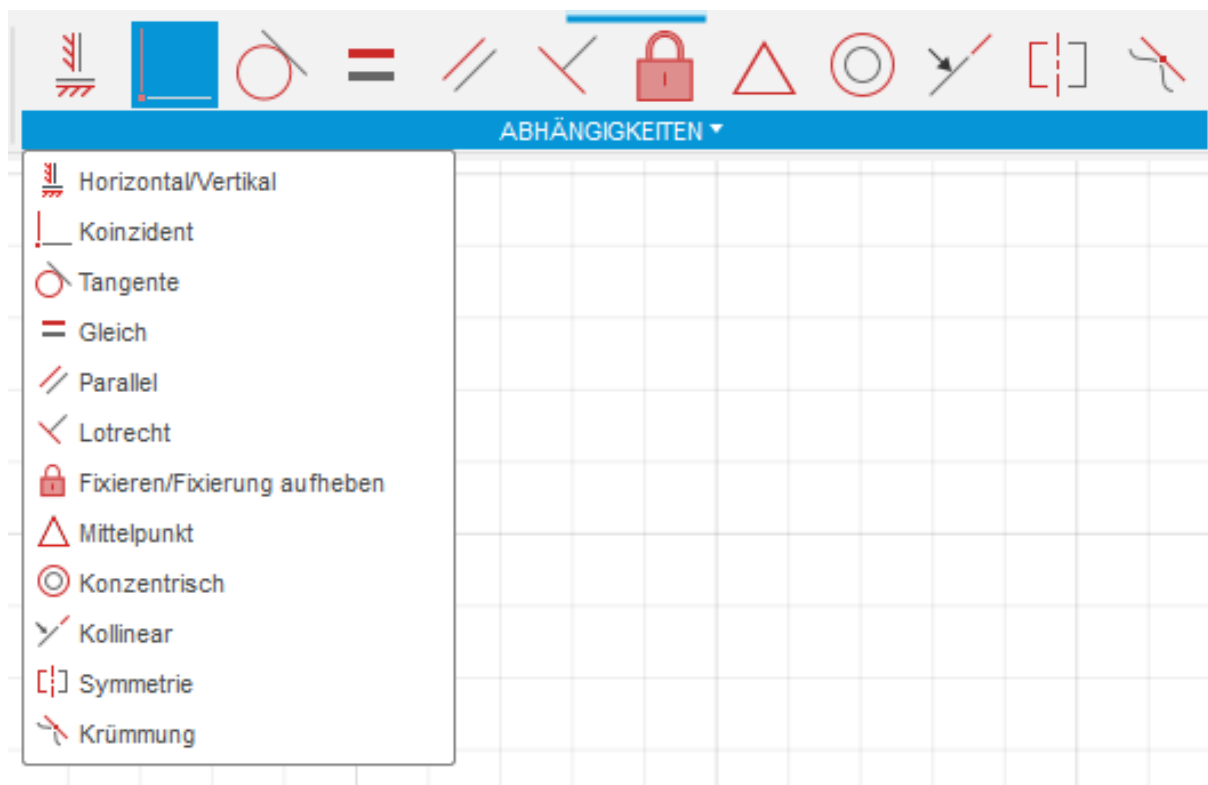 ABHÄNGIGKEITEN
Horizontal/Vertikal
Koinzident
Tangente
Gleich
Parallel
Lotrecht
Fixieren/Fixierung aufheben
Mittelpunkt
Konzentrisch
Kollinear
Symmetrie
Krümmung